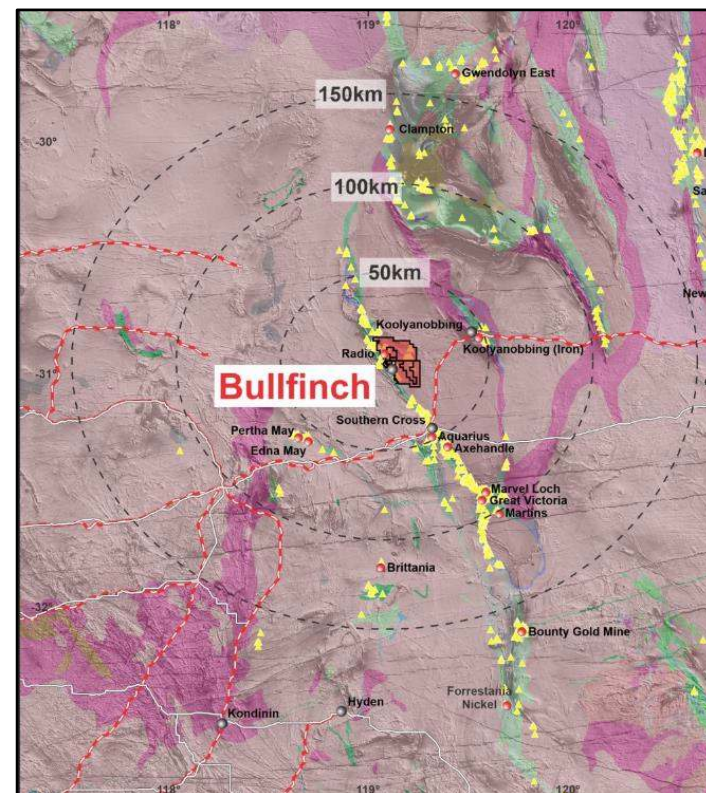 118°
119°
120°
Gwendolyn East
150km
Clampton
-30°
100km
Sa
50km
New
Koolyanobbing
Radio
Koolyanobbing (Iron)
-31°
Bullfinch
Southern Cross
Pertha May
Aquarius
Edna May
Axehandle
Marvel Loch
Great Victoria
Martins
Brittania
-32°
Bounty Gold Mine
Forrestania
Nickel
Hyden
Kondinin
118°
119°
120°